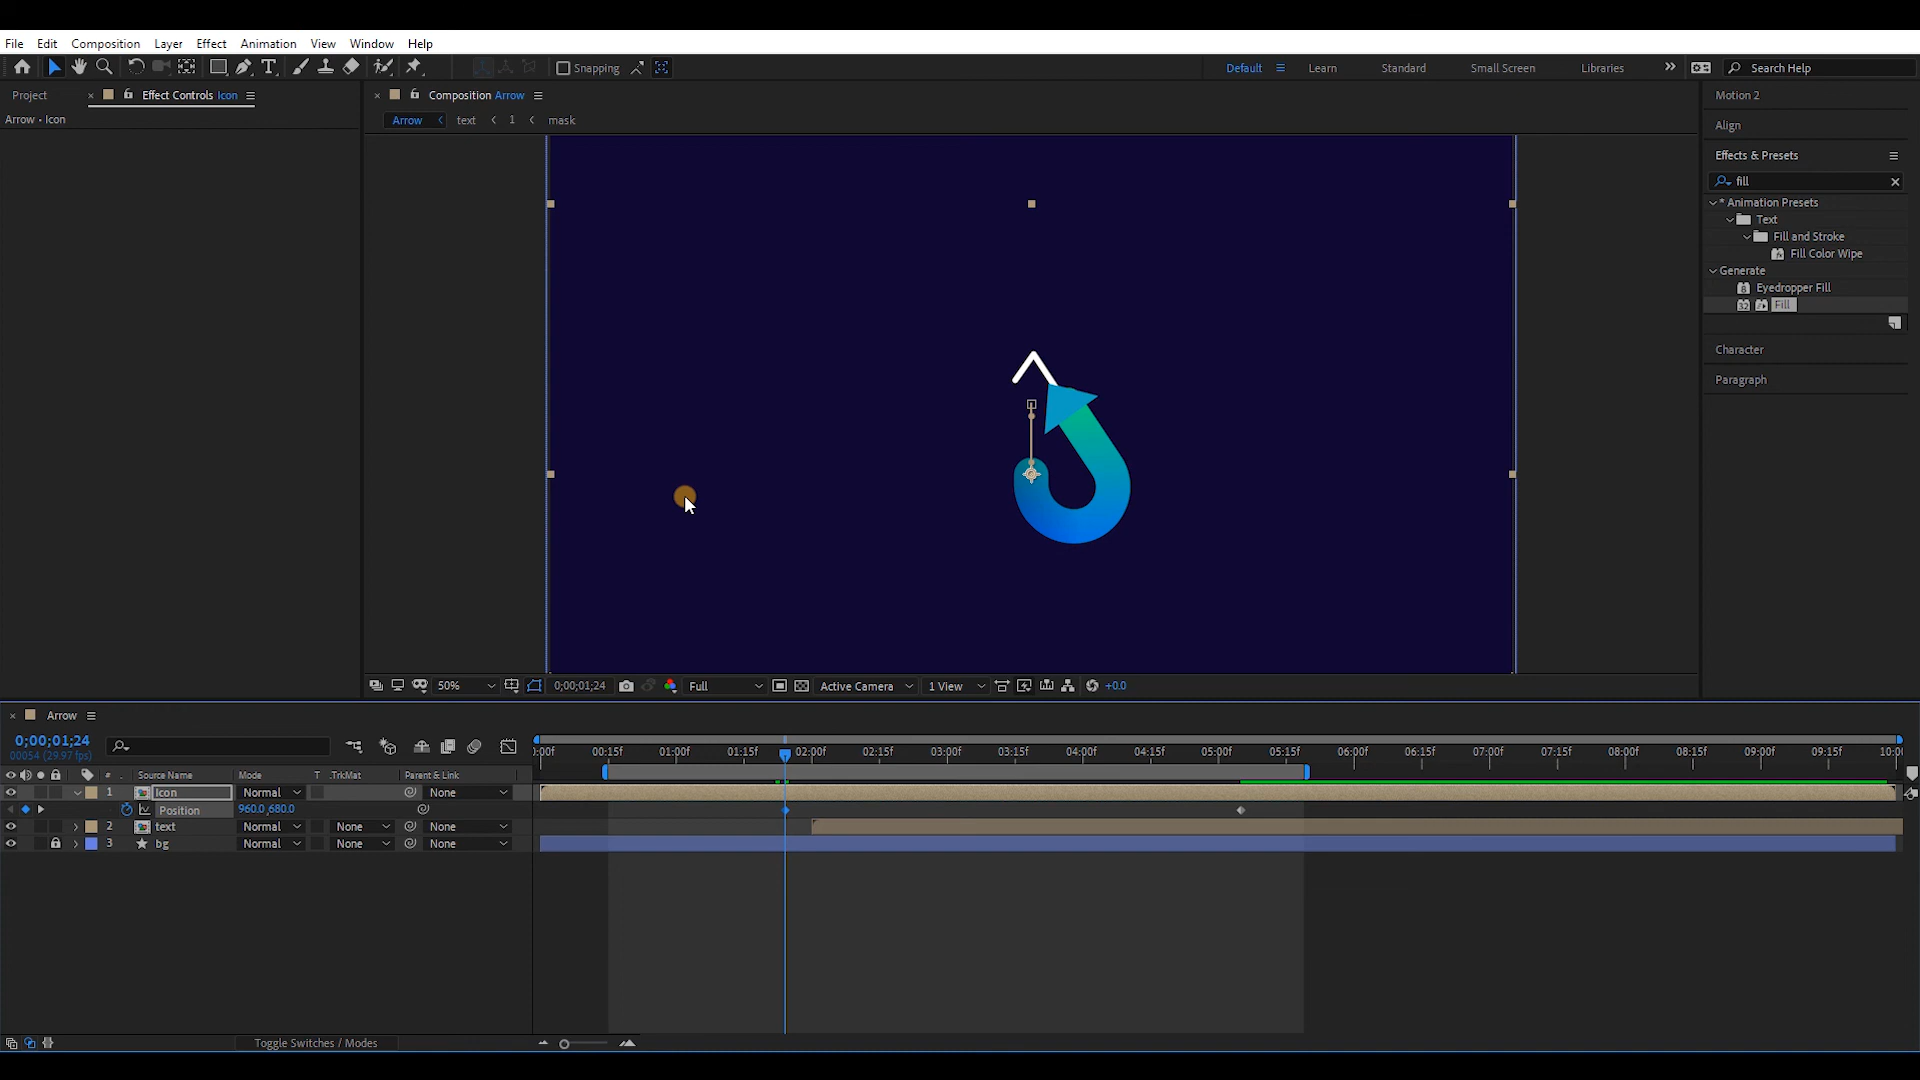 File Edit Composition Layer Effect Animation View Window Help
Snapping Default Learn Standard Small Screen Libraries Search Help
Project Effect Controls Icon Composition Arrow Motion 2
Arrow • Icon Arrow text 1 mask
Align
Effects & Presets
fill
* Animation Presets
Text
Fill and Stroke
Fill Color Wipe
Generate
Eyedropper Fill
Fill
Character
Paragraph
50% 0;00;01;24 Full Active Camera 1 View +0.0
Arrow
0;00;01;24
00054 (29.97 fps)
:00f 00:15f 01:00f 01:15f 02:00f 02:15f 03:00f 03:15f 04:00f 04:15f 05:00f 05:15f 06:00f 06:15f 07:00f 07:15f 08:00f 08:15f 09:00f 09:15f 10:0
# Source Name Mode T .TrkMat Parent & Link
1 Icon Normal None
Position 960.0,680.0
2 text Normal None None
3 bg Normal None None
Toggle Switches / Modes